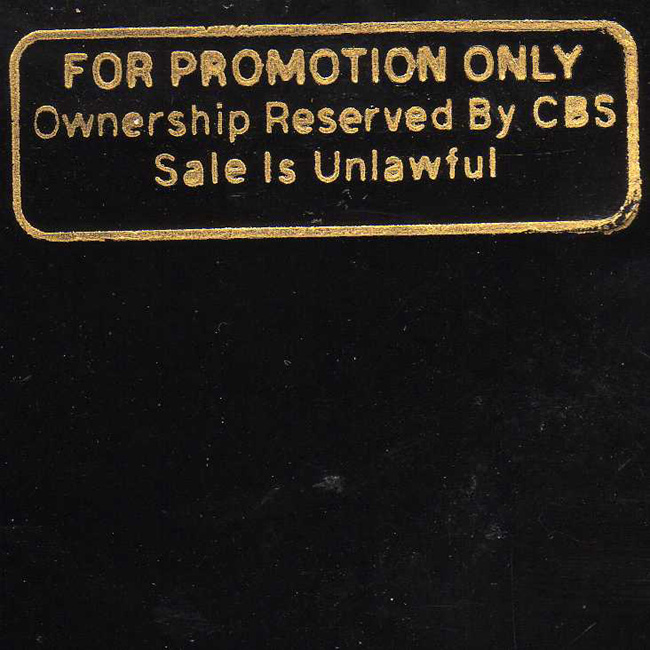 FOR PROMOTION ONLY
Ownership Reserved By CBS
Sale Is Unlawful